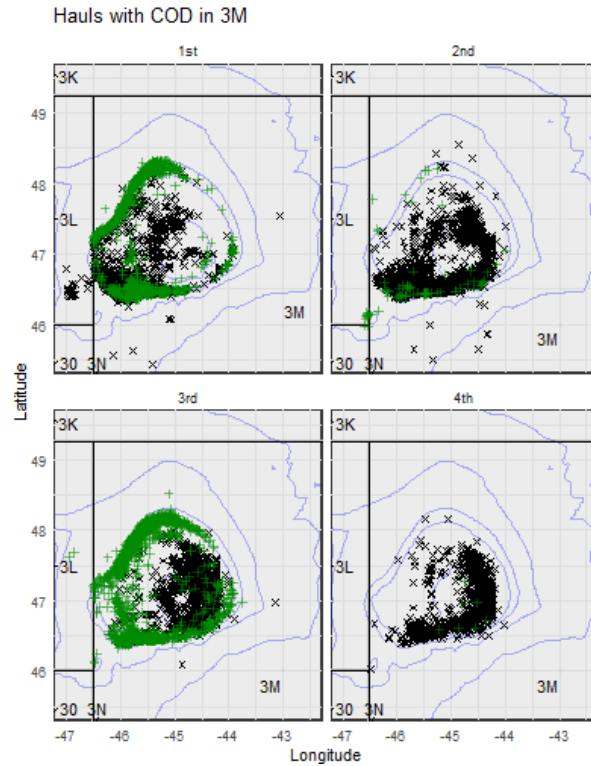 Hauls with COD in 3M
1st
2nd
3K
3K
49
48
3L
3L
47
46
3M
3M
30 3N
30 3N
Latitude
3rd
4th
3K
3K
49
48
3L
3L
47
46
3M
3M
30 3N
30 3N
-47 -46 -45 -44 -43 -47 -46 -45 -44 -43
Longitude